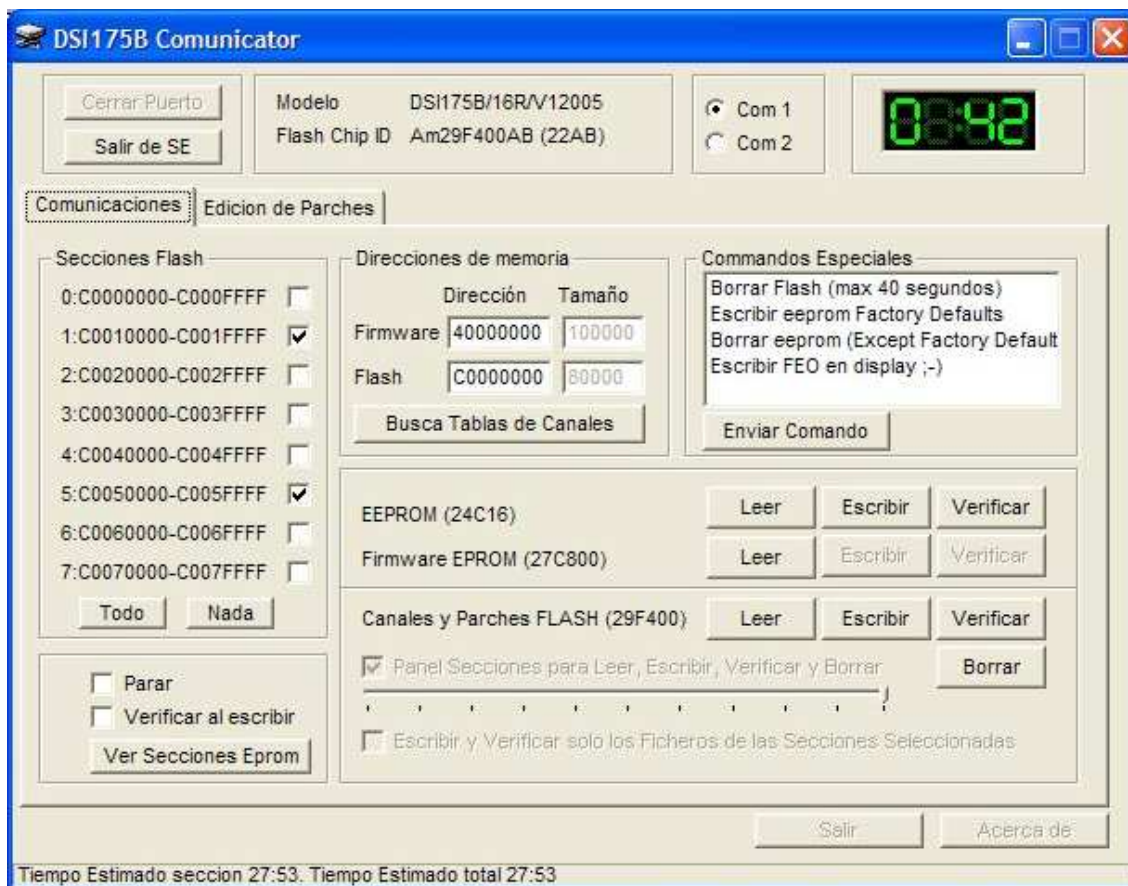 DSI175B Comunicator
Cerrar Puerto
Salir de SE
Modelo DSI175B/16R/V12005
Flash Chip ID Am29F400AB (22AB)
Com 1
Com 2
0:42
Comunicaciones
Edicion de Parches
Secciones Flash
0:C0000000-C000FFFF
1:C0010000-C001FFFF
2:C0020000-C002FFFF
3:C0030000-C003FFFF
4:C0040000-C004FFFF
5:C0050000-C005FFFF
6:C0060000-C006FFFF
7:C0070000-C007FFFF
Todo Nada
Direcciones de memoria
Dirección Tamaño
Firmware 40000000 100000
Flash C0000000 80000
Busca Tablas de Canales
Commandos Especiales
Borrar Flash (max 40 segundos)
Escribir eeprom Factory Defaults
Borrar eeprom (Except Factory Default
Escribir FEO en display ;-)
Enviar Comando
EEPROM (24C16) Leer Escribir Verificar
Firmware EPROM (27C800) Leer Escribir Verificar
Canales y Parches FLASH (29F400) Leer Escribir Verificar
Panel Secciones para Leer, Escribir, Verificar y Borrar
Borrar
Escribir y Verificar solo los Ficheros de las Secciones Seleccionadas
Parar
Verificar al escribir
Ver Secciones Eprom
Salir Acerca de
Tiempo Estimado seccion 27:53. Tiempo Estimado total 27:53